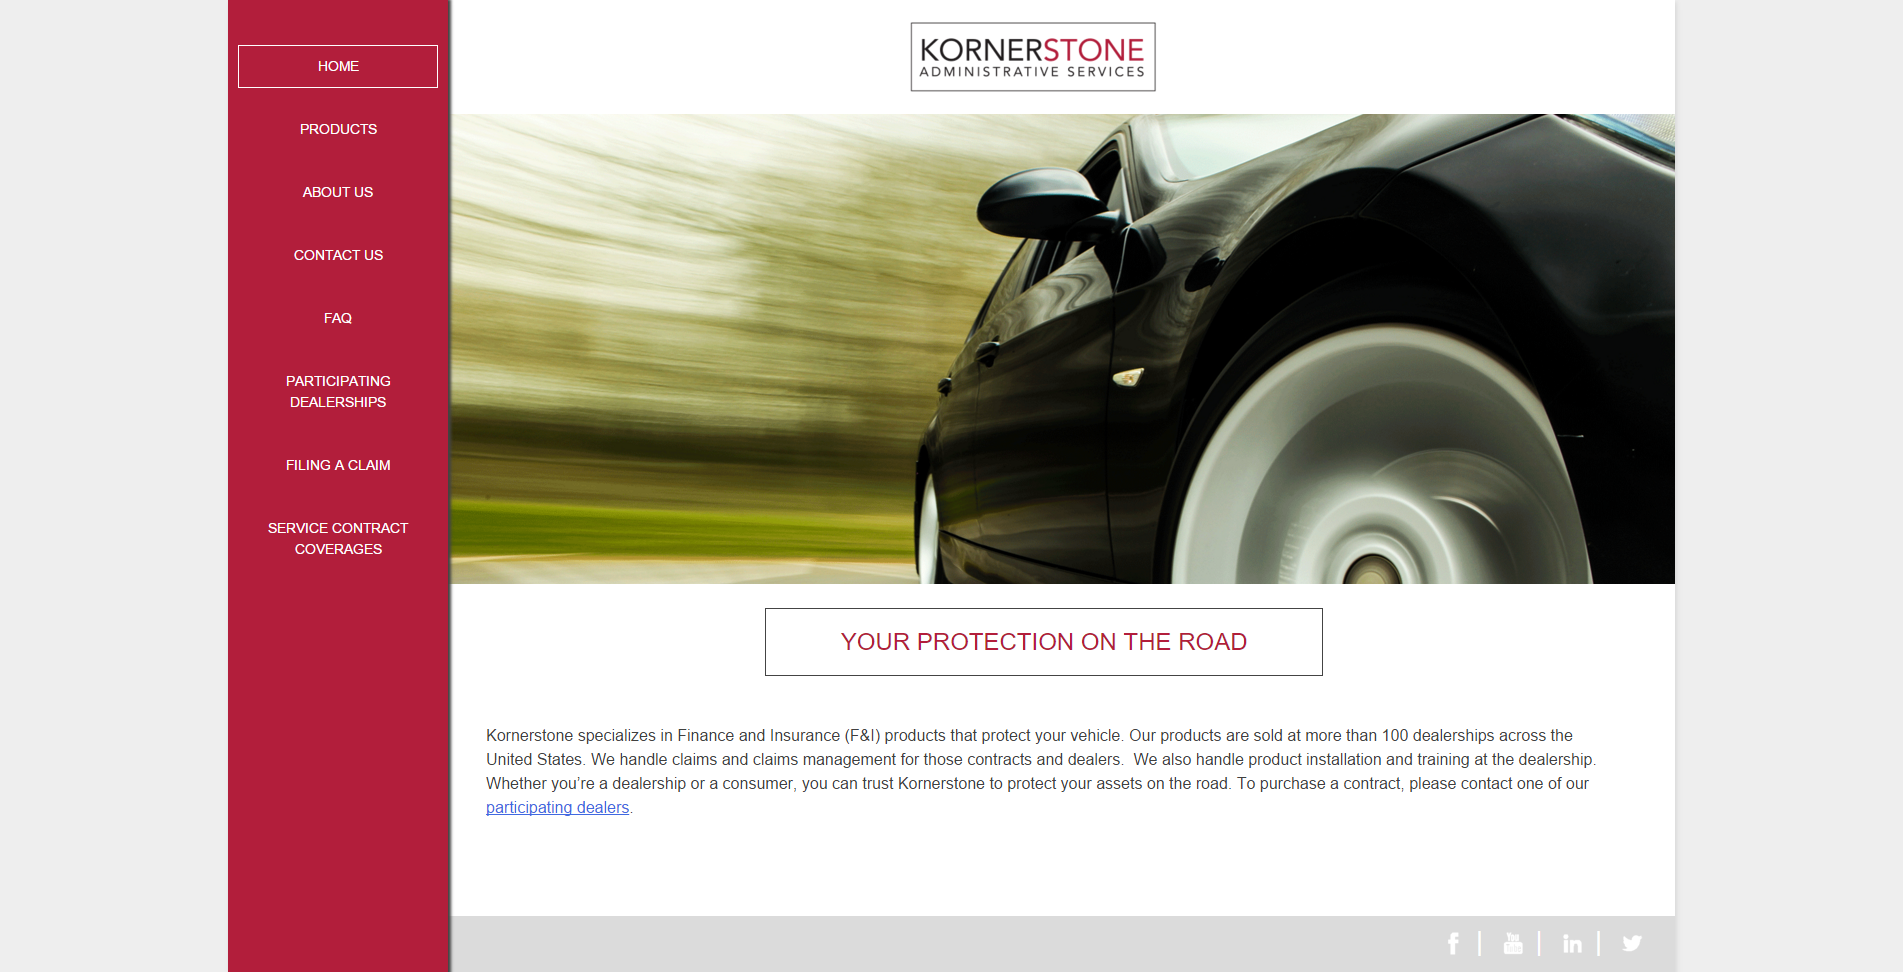 HOME
PRODUCTS
ABOUT US
CONTACT US
FAQ
PARTICIPATING
DEALERSHIPS
FILING A CLAIM
SERVICE CONTRACT
COVERAGES
KORNERSTONE
ADMINISTRATIVE SERVICES
YOUR PROTECTION ON THE ROAD
Kornerstone specializes in Finance and Insurance (F&I) products that protect your vehicle. Our products are sold at more than 100 dealerships across the
United States. We handle claims and claims management for those contracts and dealers.  We also handle product installation and training at the dealership.
Whether you’re a dealership or a consumer, you can trust Kornerstone to protect your assets on the road. To purchase a contract, please contact one of our
participating dealers.
You Tube
in